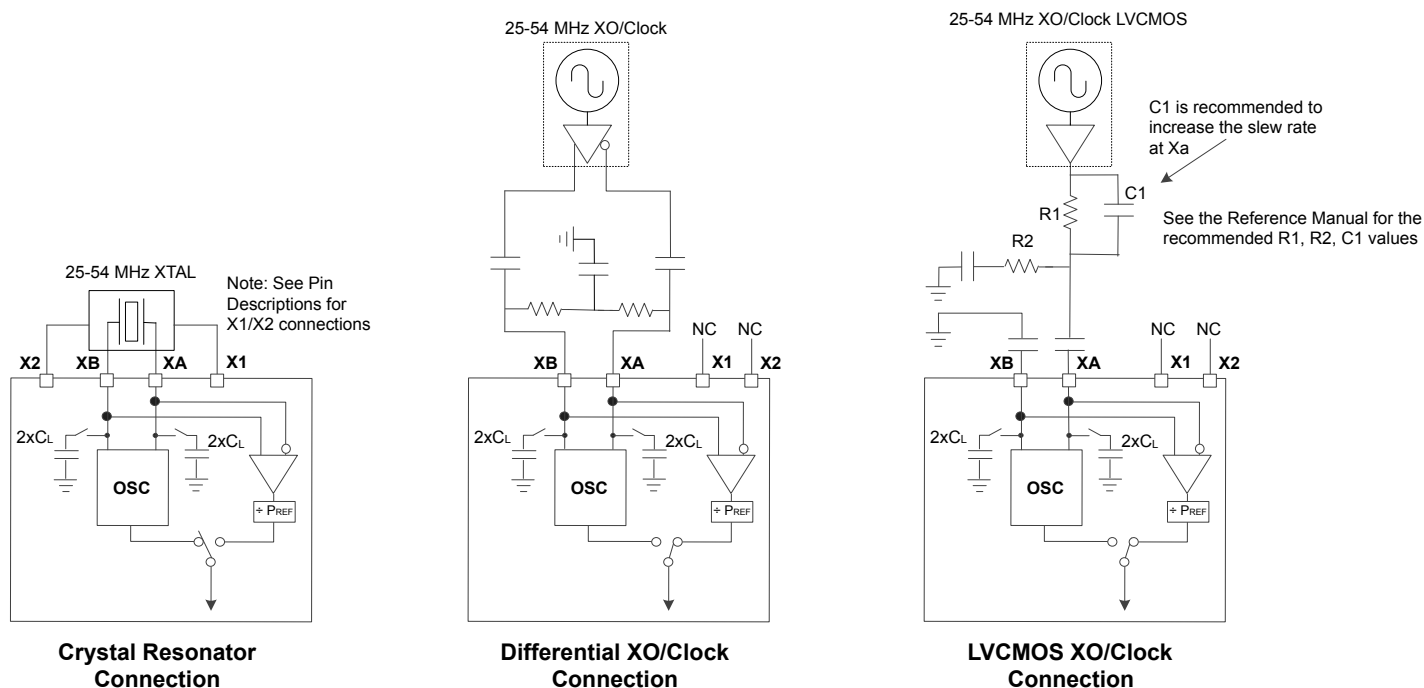 25-54 MHz XTAL
Note: See Pin
Descriptions for
X1/X2 connections
X2
XB
XA
X1
2xCL
2xCL
OSC
÷ PREF
Crystal Resonator
Connection
25-54 MHz XO/Clock
NC
NC
XB
XA
X1
X2
2xCL
2xCL
OSC
÷ PREF
Differential XO/Clock
Connection
25-54 MHz XO/Clock LVCMOS
C1 is recommended to
increase the slew rate
at Xa
C1
R1
See the Reference Manual for the
recommended R1, R2, C1 values
R2
NC
NC
XB
XA
X1
X2
2xCL
2xCL
OSC
÷ PREF
LVCMOS XO/Clock
Connection